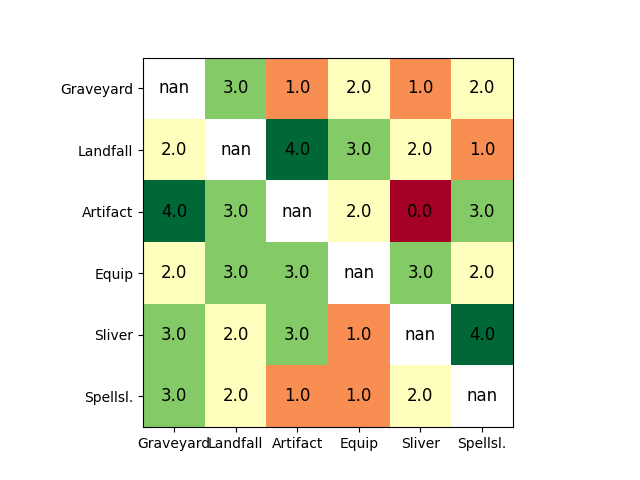 Graveyard nan 3.0 1.0 2.0 1.0 2.0
Landfall 2.0 nan 4.0 3.0 2.0 1.0
Artifact 4.0 3.0 nan 2.0 0.0 3.0
Equip 2.0 3.0 3.0 nan 3.0 2.0
Sliver 3.0 2.0 3.0 1.0 nan 4.0
Spellsl. 3.0 2.0 1.0 1.0 2.0 nan
Graveyard Landfall Artifact Equip Sliver Spellsl.